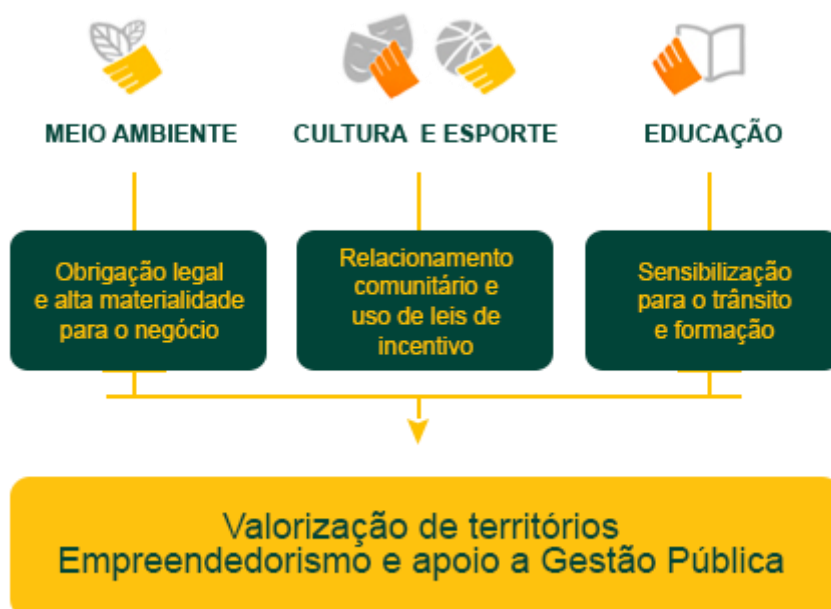 MEIO AMBIENTE
CULTURA E ESPORTE
EDUCAÇÃO
Obrigação legal
e alta materialidade
para o negócio
Relacionamento
comunitário e
uso de leis de
incentivo
Sensibilização
para o trânsito
e formação
Valorização de territórios
Empreendedorismo e apoio a Gestão Pública